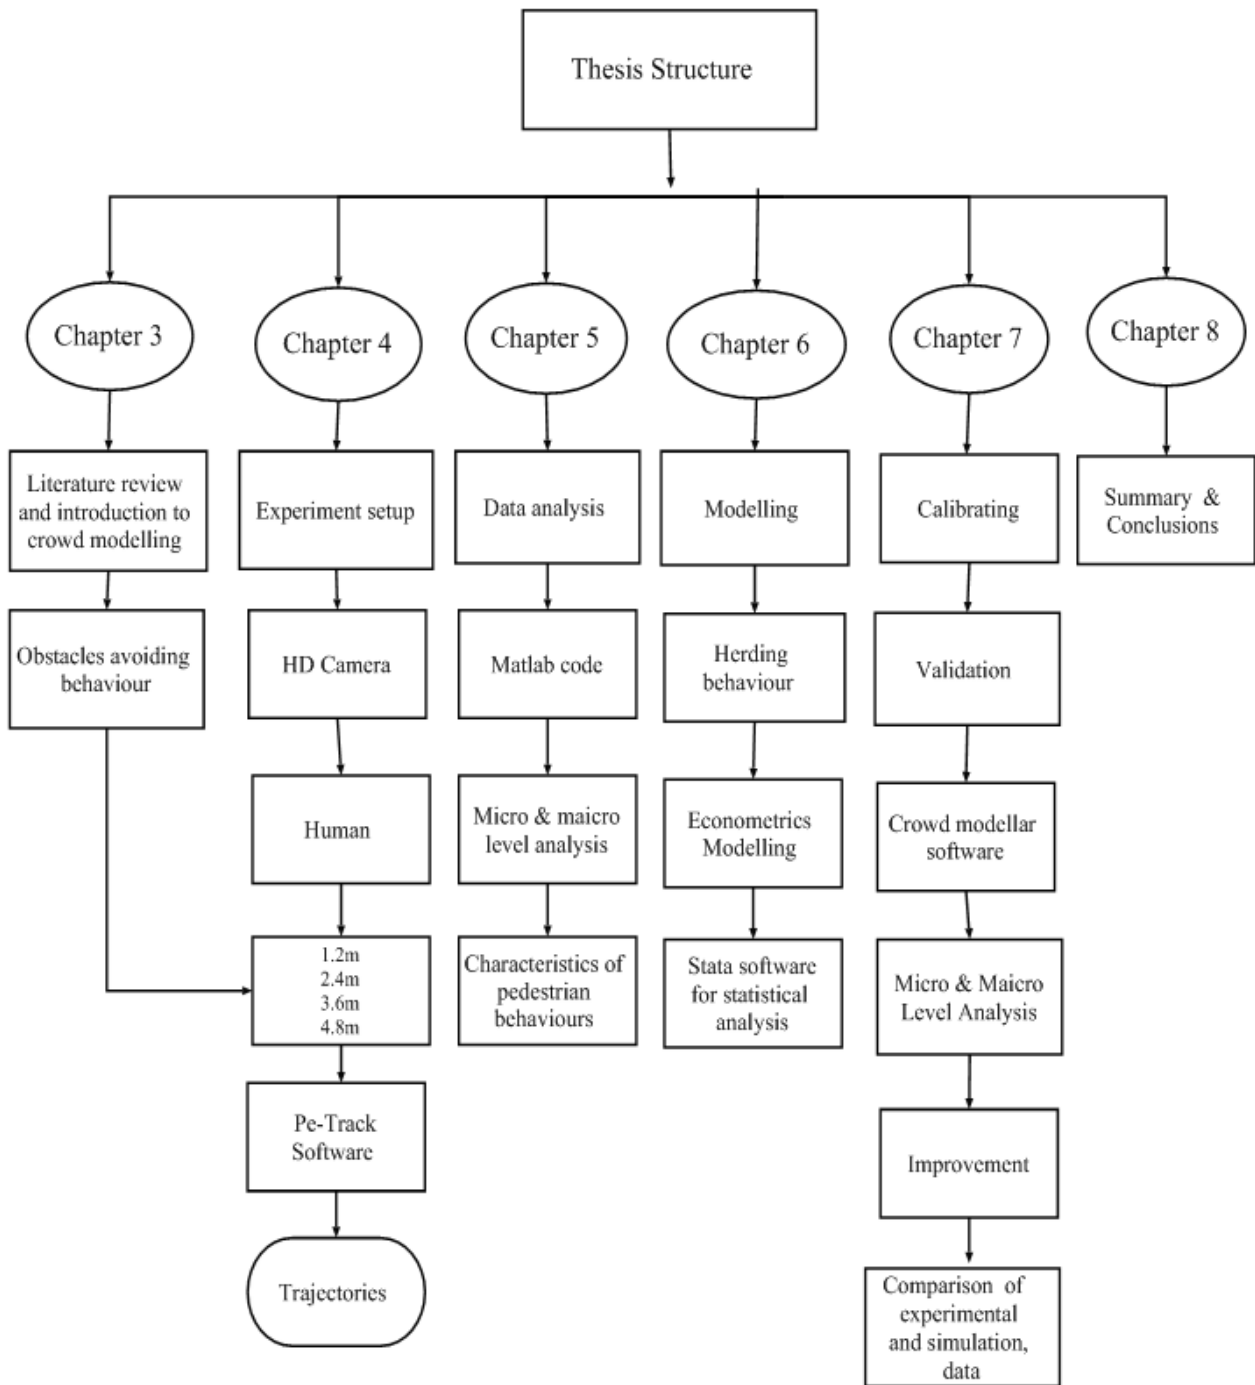 Thesis Structure
Chapter 3
Chapter 4
Chapter 5
Chapter 6
Chapter 7
Chapter 8
Literature review
and introduction to
crowd modelling
Obstacles avoiding
behaviour
Experiment setup
HD Camera
Human
1.2m
2.4m
3.6m
4.8m
Pe-Track
Software
Trajectories
Data analysis
Matlab code
Micro & maicro
level analysis
Characteristics of
pedestrian
behaviours
Modelling
Herding
behaviour
Econometrics
Modelling
Stata software
for statistical
analysis
Calibrating
Validation
Crowd modellar
software
Micro & Maicro
Level Analysis
Improvement
Comparison of
experimental
and simulation,
data
Summary &
Conclusions